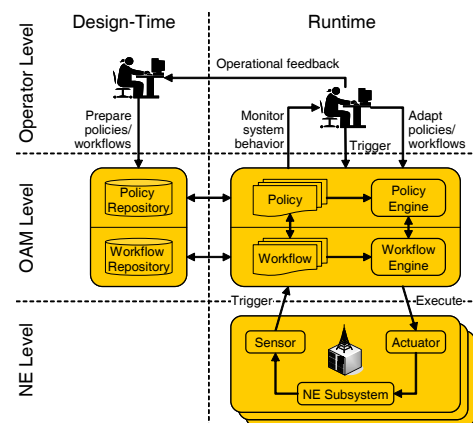 Design-Time
Runtime
Operator Level
Operational feedback
Prepare
policies/
workflows
Monitor
system
behavior
Trigger
Adapt
policies/
workflows
OAM Level
Policy
Repository
Policy
Policy
Engine
Workflow
Repository
Workflow
Workflow
Engine
Trigger
Execute
NE Level
Sensor
Actuator
NE Subsystem